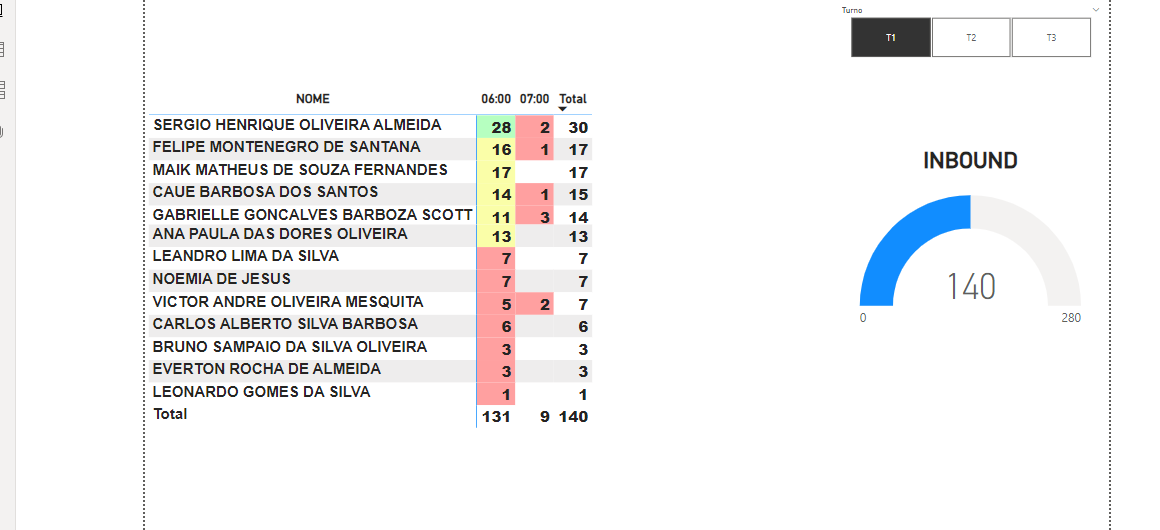 Turno
T1 T2 T3
NOME 06:00 07:00 Total
SERGIO HENRIQUE OLIVEIRA ALMEIDA 28 2 30
FELIPE MONTENEGRO DE SANTANA 16 1 17
MAIK MATHEUS DE SOUZA FERNANDES 17 17
CAUE BARBOSA DOS SANTOS 14 1 15
GABRIELLE GONCALVES BARBOZA SCOTT 11 3 14
ANA PAULA DAS DORES OLIVEIRA 13 13
LEANDRO LIMA DA SILVA 7 7
NOEMIA DE JESUS 7 7
VICTOR ANDRE OLIVEIRA MESQUITA 5 2 7
CARLOS ALBERTO SILVA BARBOSA 6 6
BRUNO SAMPAIO DA SILVA OLIVEIRA 3 3
EVERTON ROCHA DE ALMEIDA 3 3
LEONARDO GOMES DA SILVA 1 1
Total 131 9 140
INBOUND
140
0 280